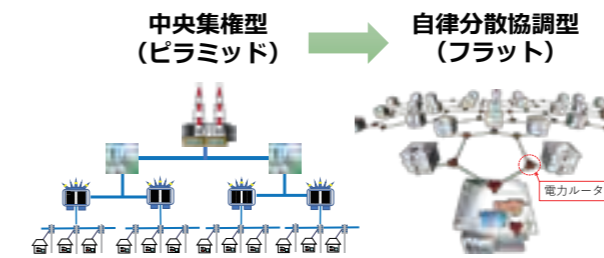 中央集権型
（ピラミッド）
自律分散協調型
（フラット）
電力ルータ